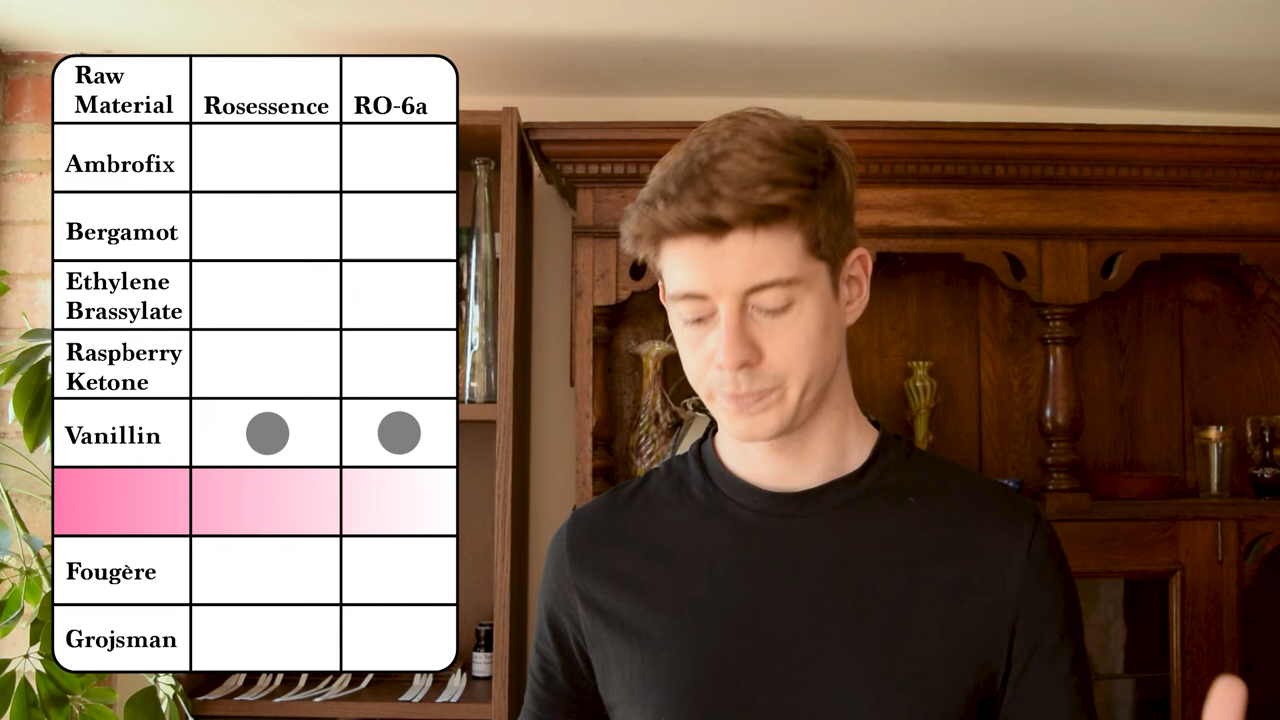 Raw
Material
Rosessence
RO-6a
Ambrofix
Bergamot
Ethylene
Brassylate
Raspberry
Ketone
Vanillin
Fougère
Grojsman